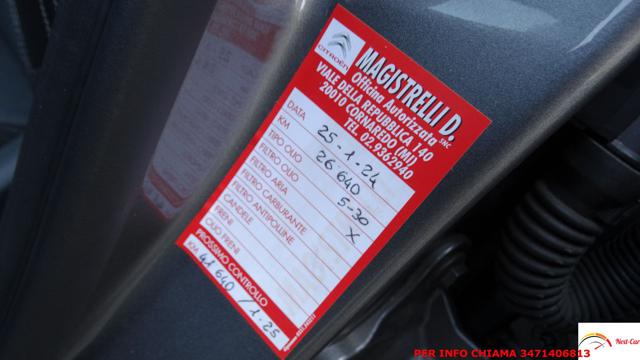 CITROËN
MAGISTRELLI D. SNC
Officina Autorizzata
VIALE DELLA REPUBBLICA 140
20010 CORNAREDO (MI)
TEL. 02.9362940
DATA 25-1-24
KM 26640
TIPO OLIO 5-30
FILTRO OLIO X
FILTRO ARIA
FILTRO CARBURANTE
FILTRO ANTIPOLLINE
CANDELE
FRENI
OLIO FRENI
PROSSIMO CONTROLLO
KM 41640 / 1-25
PER INFO CHIAMA 3471406813
Next-Car